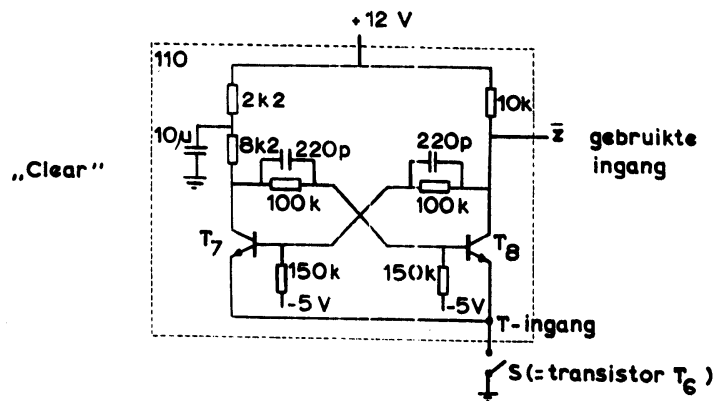 +12 V
110
2k2
10k
10μ
8k2
220p
220p
z̅
gebruikte
ingang
„Clear"
100k
100k
T7
T8
150k
150k
-5V
-5V
T-ingang
S(=transistor T6)